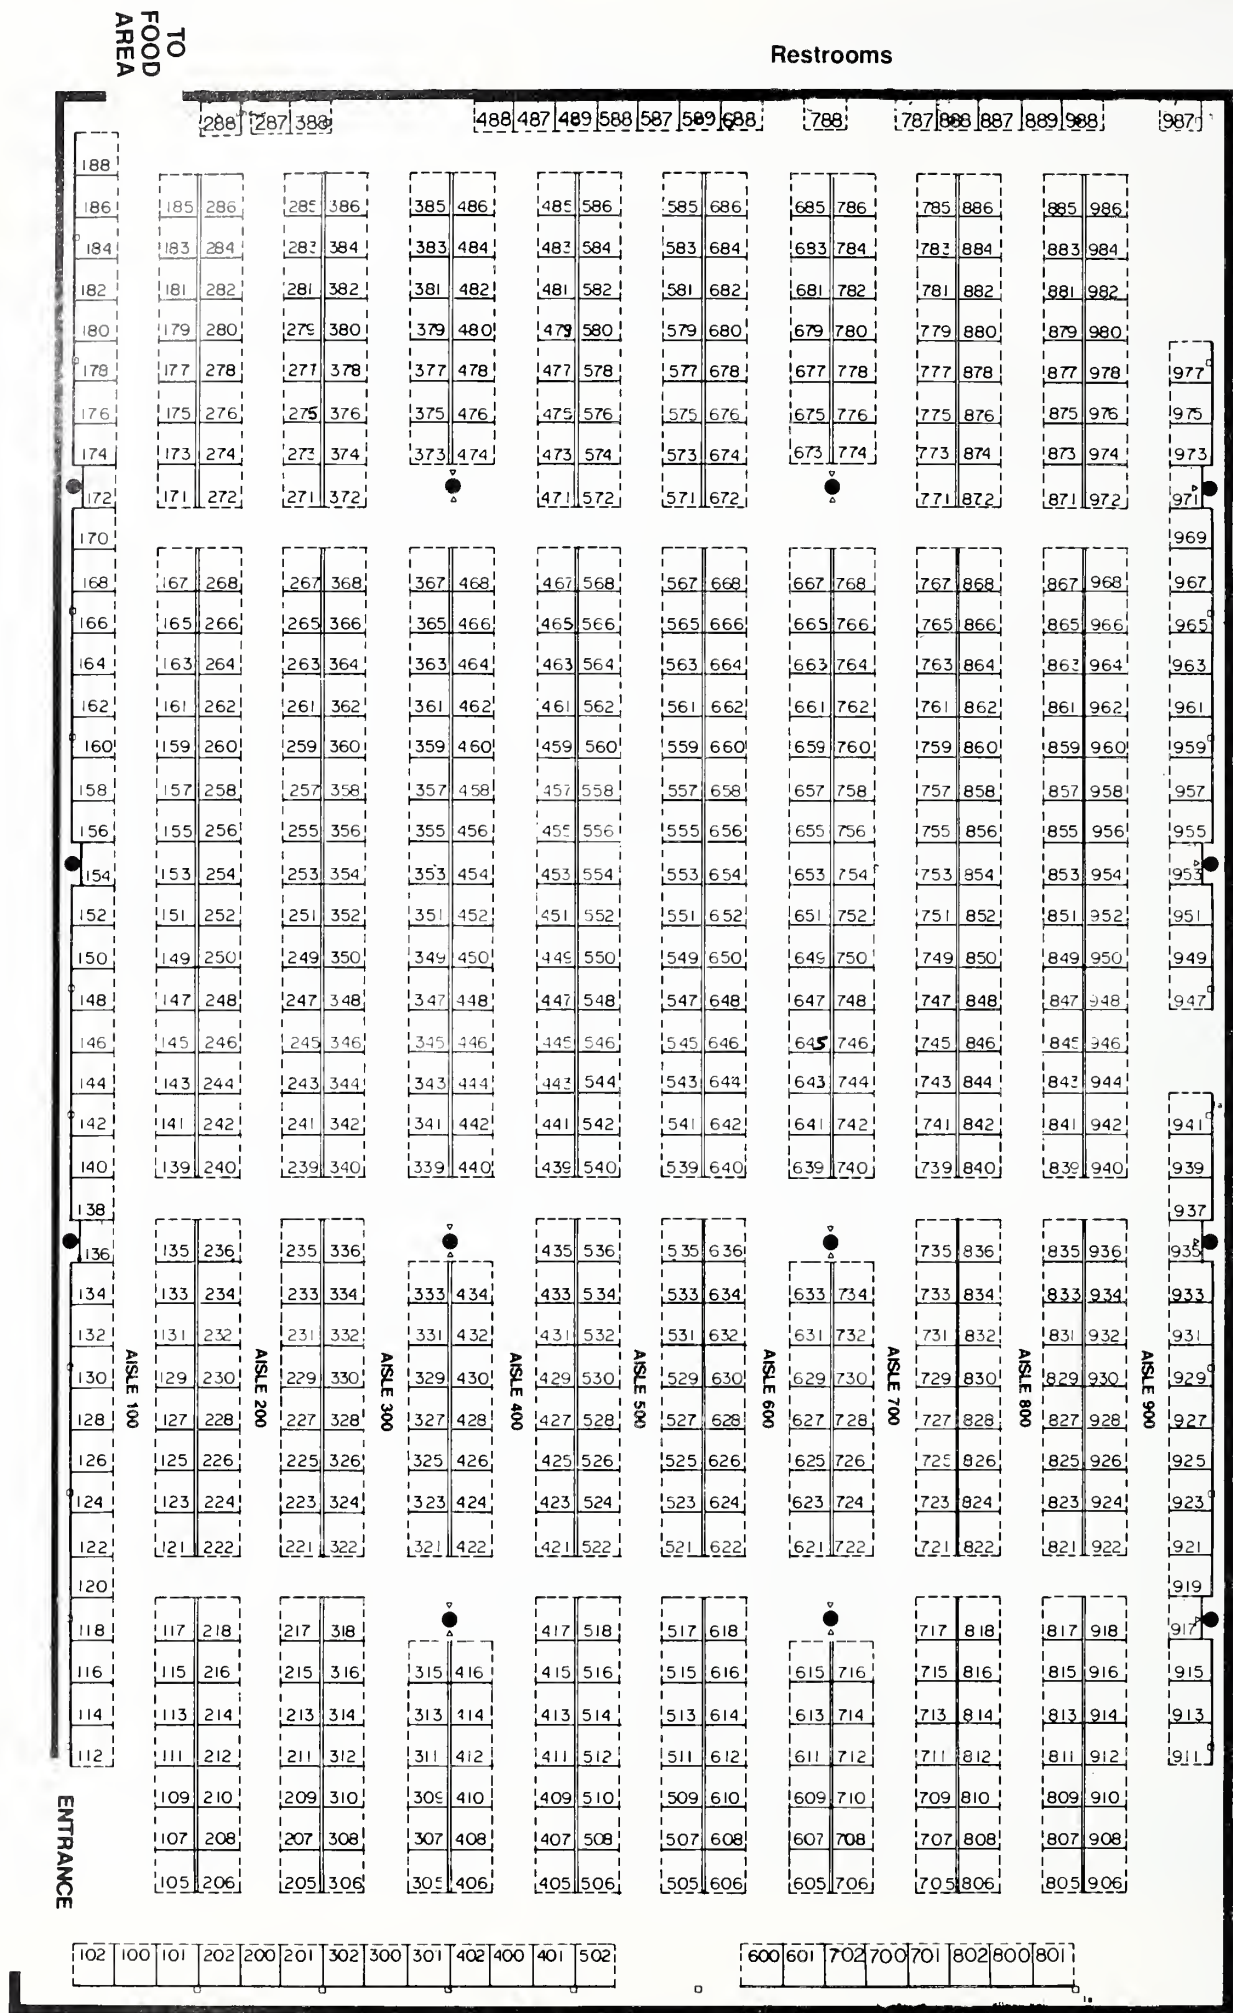 TO FOOD AREA
Restrooms
288 287 388 488 487 489 588 587 589 688 788 787 888 887 889 988 987
188
186 185 286 285 386 385 486 485 586 585 686 685 786 785 886 885 986
184 183 284 283 384 383 484 483 584 583 684 683 784 783 884 883 984
182 181 282 281 382 381 482 481 582 581 682 681 782 781 882 881 982
180 179 280 279 380 379 480 479 580 579 680 679 780 779 880 879 980
178 177 278 277 378 377 478 477 578 577 678 677 778 777 878 877 978 977
176 175 276 275 376 375 476 475 576 575 676 675 776 775 876 875 976 975
174 173 274 273 374 373 474 473 574 573 674 673 774 773 874 873 974 973
172 171 272 271 372 471 572 571 672 771 872 871 972 971
170 969
168 167 268 267 368 367 468 467 568 567 668 667 768 767 868 867 968 967
166 165 266 265 366 365 466 465 566 565 666 665 766 765 866 865 966 965
164 163 264 263 364 363 464 463 564 563 664 663 764 763 864 863 964 963
162 161 262 261 362 361 462 461 562 561 662 661 762 761 862 861 962 961
160 159 260 259 360 359 460 459 560 559 660 659 760 759 860 859 960 959
158 157 258 257 358 357 458 457 558 557 658 657 758 757 858 857 958 957
156 155 256 255 356 355 456 455 556 555 656 655 756 755 856 855 956 955
154 153 254 253 354 353 454 453 554 553 654 653 754 753 854 853 954 953
152 151 252 251 352 351 452 451 552 551 652 651 752 751 852 851 952 951
150 149 250 249 350 349 450 449 550 549 650 649 750 749 850 849 950 949
148 147 248 247 348 347 448 447 548 547 648 647 748 747 848 847 948 947
146 145 246 245 346 345 446 445 546 545 646 645 746 745 846 845 946
144 143 244 243 344 343 444 443 544 543 644 643 744 743 844 843 944
142 141 242 241 342 341 442 441 542 541 642 641 742 741 842 841 942 941
140 139 240 239 340 339 440 439 540 539 640 639 740 739 840 839 940 939
138 937
136 135 236 235 336 435 536 535 636 735 836 835 936 935
134 133 234 233 334 333 434 433 534 533 634 633 734 733 834 833 934 933
132 131 232 231 332 331 432 431 532 531 632 631 732 731 832 831 932 931
130 129 230 229 330 329 430 429 530 529 630 629 730 729 830 829 930 929
128 127 228 227 328 327 428 427 528 527 628 627 728 727 828 827 928 927
126 125 226 225 326 325 426 425 526 525 626 625 726 725 826 825 926 925
124 123 224 223 324 323 424 423 524 523 624 623 724 723 824 823 924 923
122 121 222 221 322 321 422 421 522 521 622 621 722 721 822 821 922 921
AISLE 100 AISLE 200 AISLE 300 AISLE 400 AISLE 500 AISLE 600 AISLE 700 AISLE 800 AISLE 900
120 919
118 117 218 217 318 417 518 517 618 717 818 817 918 917
116 115 216 215 316 315 416 415 516 515 616 615 716 715 816 815 916 915
114 113 214 213 314 313 414 413 514 513 614 613 714 713 814 813 914 913
112 111 212 211 312 311 412 411 512 511 612 611 712 711 812 811 912 911
109 210 209 310 309 410 409 510 509 610 609 710 709 810 809 910
107 208 207 308 307 408 407 508 507 608 607 708 707 808 807 908
105 206 205 306 305 406 405 506 505 606 605 706 705 806 805 906
ENTRANCE
102 100 101 202 200 201 302 300 301 402 400 401 502 600 601 702 700 701 802 800 801